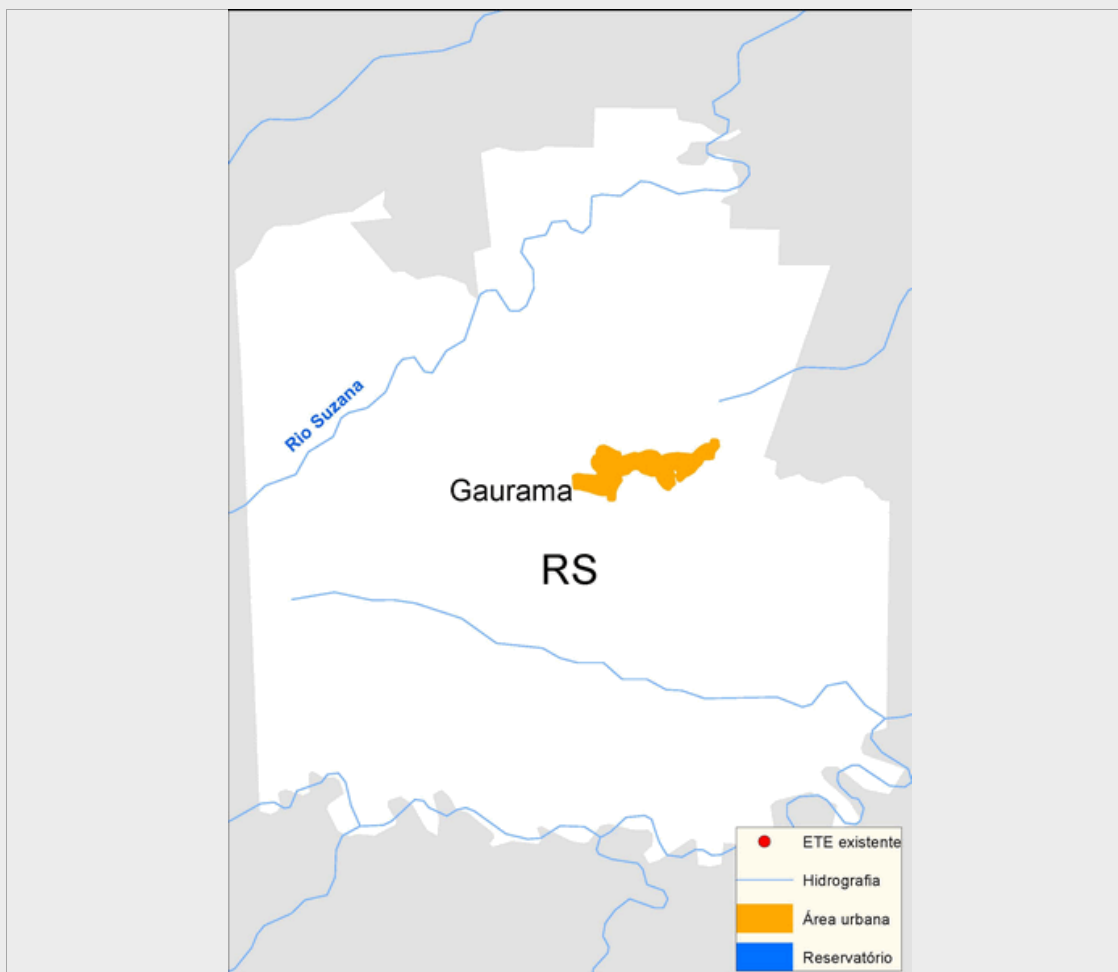 Rio Suzana
Gaurama
RS
ETE existente
Hidrografia
Área urbana
Reservatório